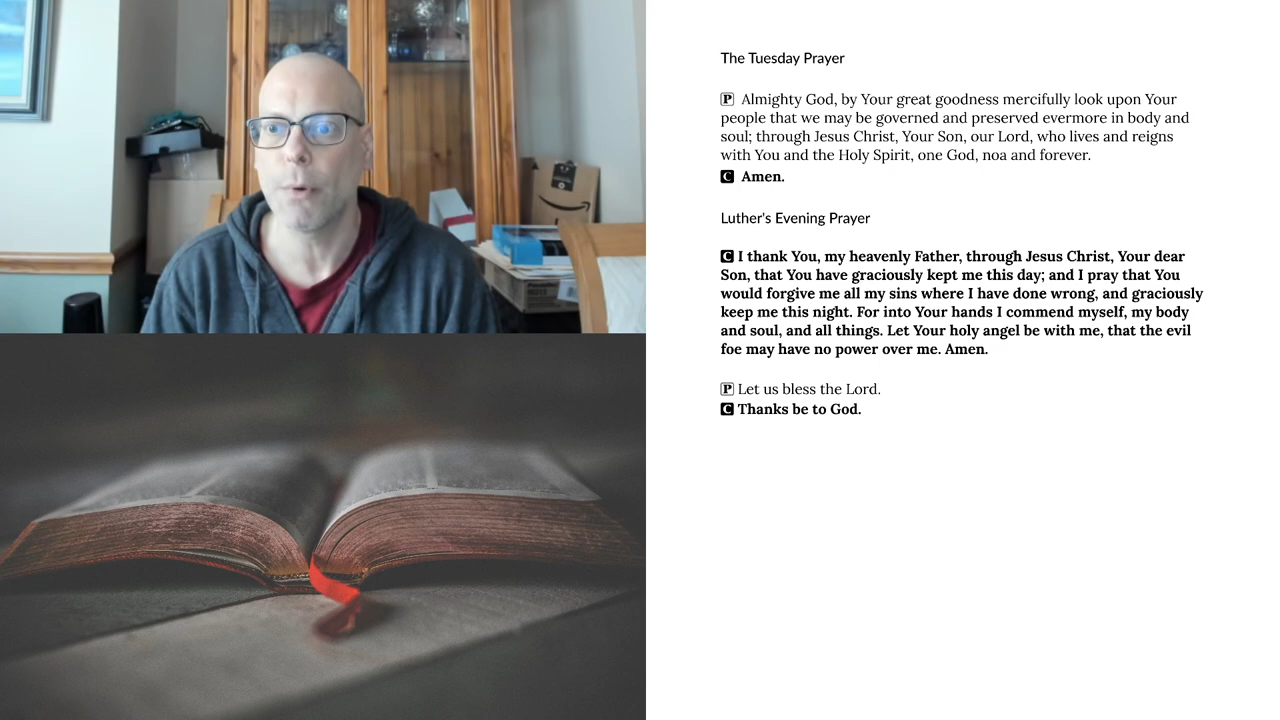 The Tuesday Prayer
P Almighty God, by Your great goodness mercifully look upon Your
people that we may be governed and preserved evermore in body and
soul; through Jesus Christ, Your Son, our Lord, who lives and reigns
with You and the Holy Spirit, one God, noa and forever.
C Amen.
Luther's Evening Prayer
C I thank You, my heavenly Father, through Jesus Christ, Your dear
Son, that You have graciously kept me this day; and I pray that You
would forgive me all my sins where I have done wrong, and graciously
keep me this night. For into Your hands I commend myself, my body
and soul, and all things. Let Your holy angel be with me, that the evil
foe may have no power over me. Amen.
P Let us bless the Lord.
C Thanks be to God.